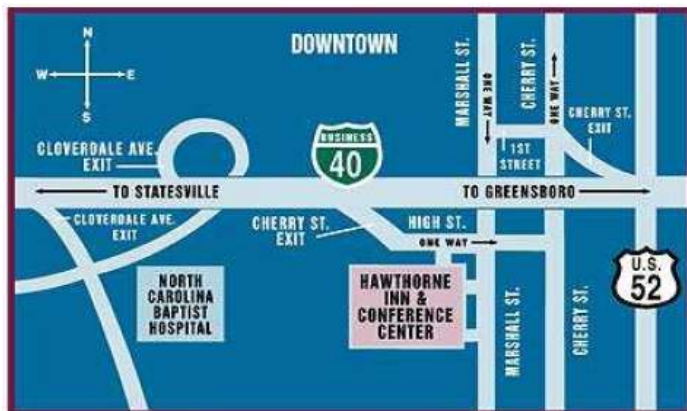 N
W
E
S
DOWNTOWN
MARSHALL ST.
ONE WAY
CHERRY ST.
ONE WAY
CHERRY ST.
EXIT
1ST
STREET
CLOVERDALE AVE.
EXIT
BUSINESS
40
TO STATESVILLE
TO GREENSBORO
CLOVERDALE AVE.
EXIT
CHERRY ST.
EXIT
HIGH ST.
ONE WAY
NORTH
CAROLINA
BAPTIST
HOSPITAL
HAWTHORNE
INN &
CONFERENCE
CENTER
MARSHALL ST.
CHERRY ST.
U.S.
52